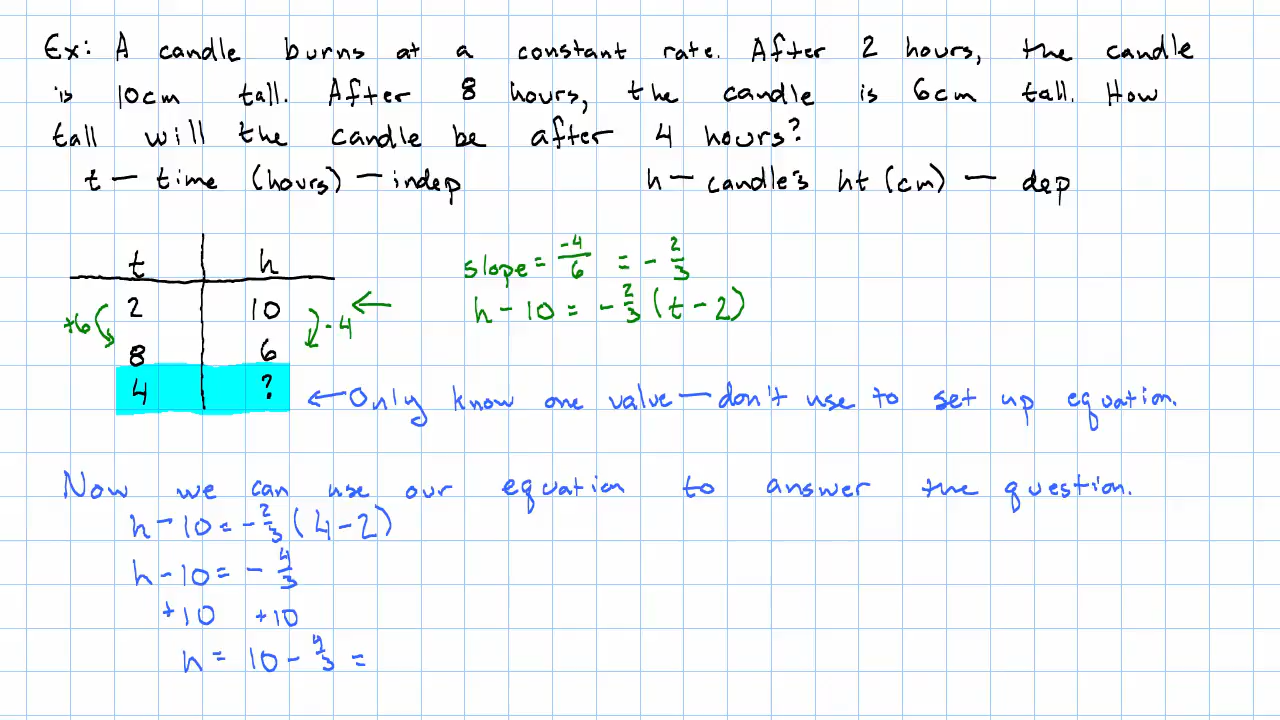 Ex: A candle burns at a constant rate. After 2 hours, the candle
is 10cm tall. After 8 hours, the candle is 6cm tall. How
tall will the candle be after 4 hours?
t — time (hours) — indep h — candle's ht (cm) — dep
t h
2 10
8 6
4 ?
+6
-4
←
slope = -4/6 = -2/3
h - 10 = -2/3 (t - 2)
← Only know one value — don't use to set up equation.
Now we can use our equation to answer the question.
h - 10 = -2/3 (4 - 2)
h - 10 = -4/3
+10 +10
h = 10 - 4/3 =